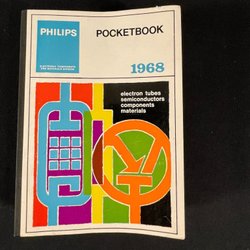 PHILIPS
POCKETBOOK
ELECTRONIC COMPONENTS
AND MATERIALS DIVISION
1968
electron tubes
semiconductors
components
materials